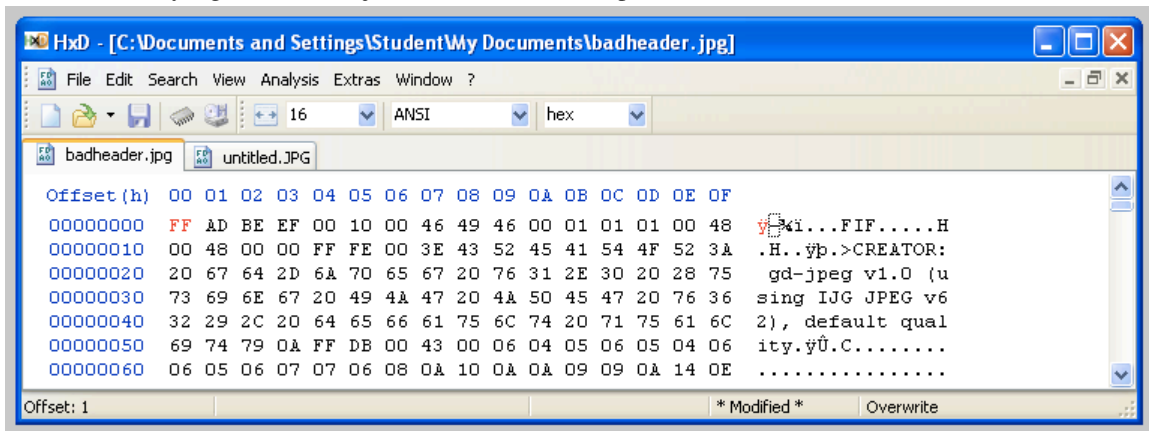 HxD - [C:\Documents and Settings\Student\My Documents\badheader.jpg]
File Edit Search View Analysis Extras Window ?
16 ANSI hex
badheader.jpg untitled.JPG
Offset(h) 00 01 02 03 04 05 06 07 08 09 0A 0B 0C 0D 0E 0F
00000000 FF AD BE EF 00 10 00 46 49 46 00 01 01 01 00 48 ÿ­¾ï...FIF.....H
00000010 00 48 00 00 FF FE 00 3E 43 52 45 41 54 4F 52 3A .H..ÿþ.>CREATOR:
00000020 20 67 64 2D 6A 70 65 67 20 76 31 2E 30 20 28 75 gd-jpeg v1.0 (u
00000030 73 69 6E 67 20 49 4A 47 20 4A 50 45 47 20 76 36 sing IJG JPEG v6
00000040 32 29 2C 20 64 65 66 61 75 6C 74 20 71 75 61 6C 2), default qual
00000050 69 74 79 0A FF DB 00 43 00 06 04 05 06 05 04 06 ity.ÿÛ.C........
00000060 06 05 06 07 07 06 08 0A 10 0A 0A 09 09 0A 14 0E ................
Offset: 1 * Modified * Overwrite